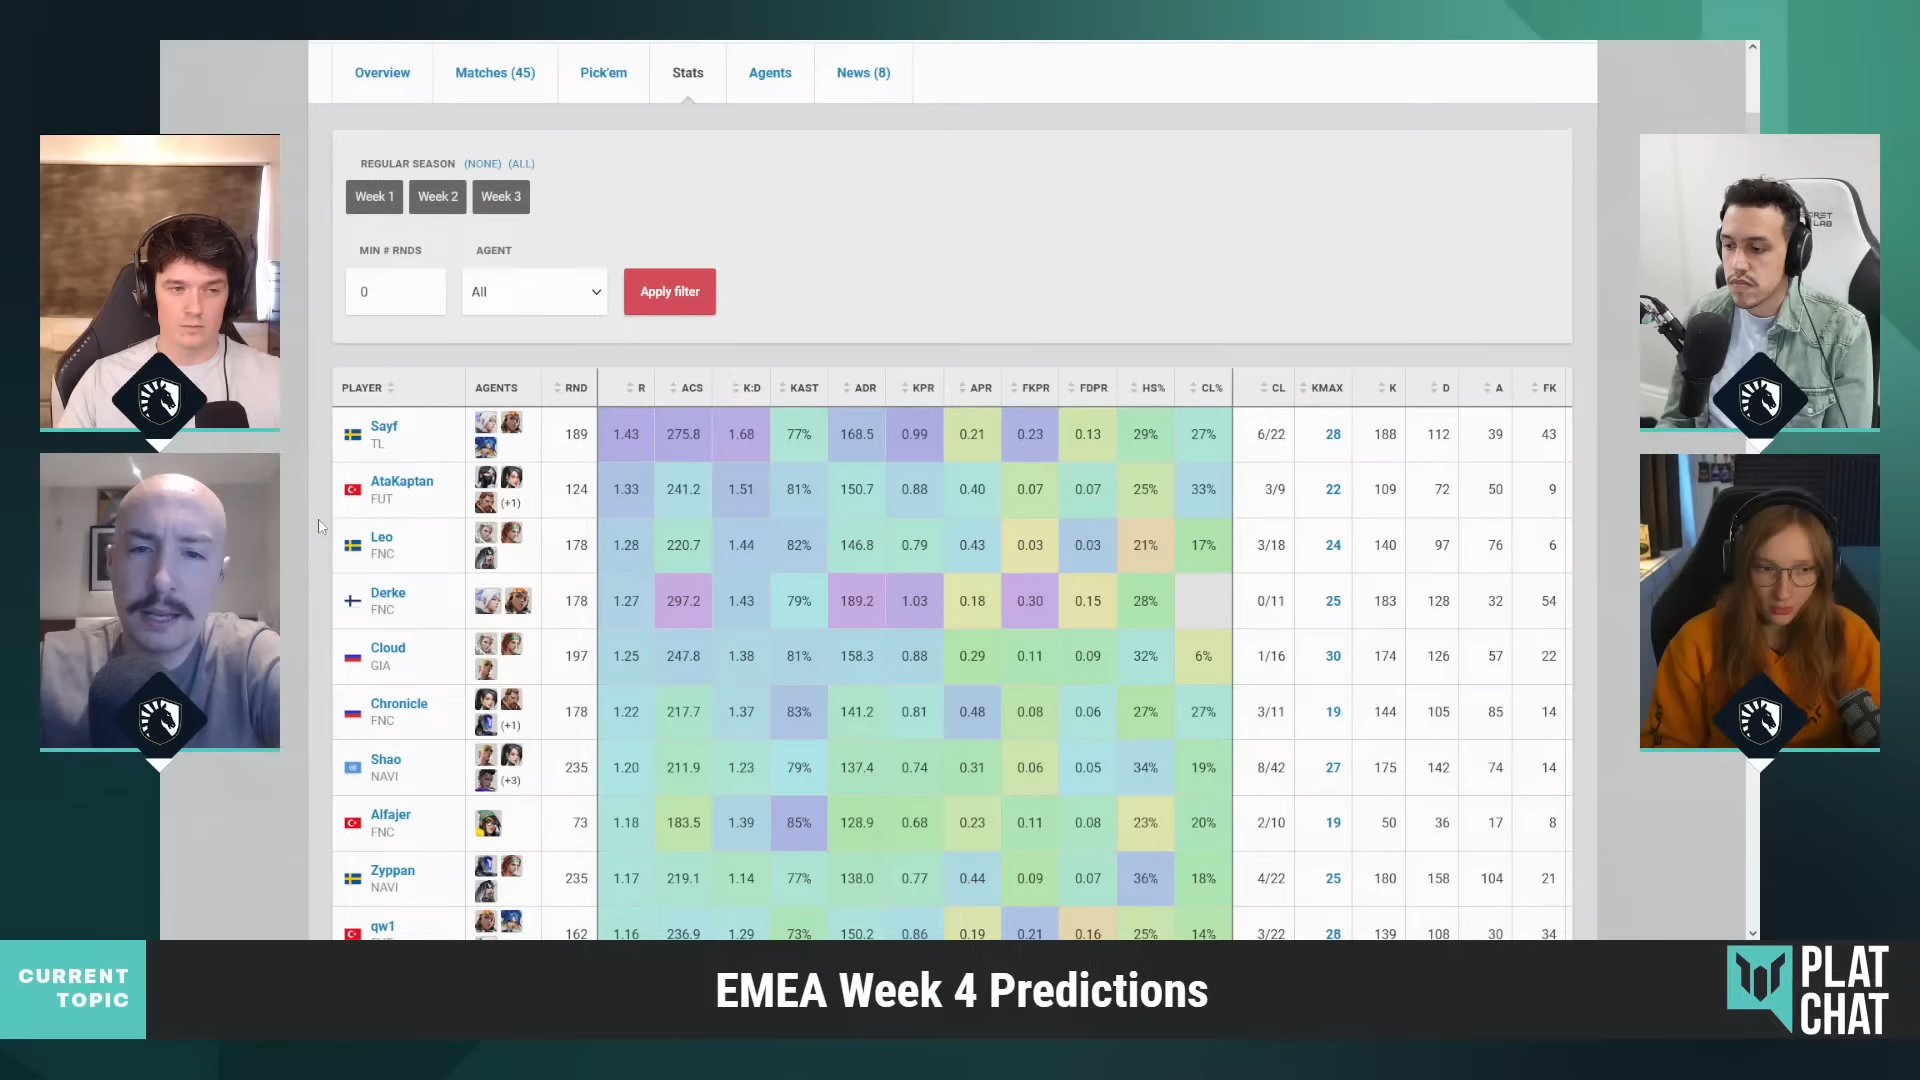 Overview Matches (45) Pick'em Stats Agents News (8)
REGULAR SEASON (NONE) (ALL)
Week 1 Week 2 Week 3
MIN # RNDS AGENT
0 All Apply filter
PLAYER AGENTS RND R ACS K:D KAST ADR KPR APR FKPR FDPR HS% CL% CL KMAX K D A FK
Sayf TL 189 1.43 275.8 1.68 77% 168.5 0.99 0.21 0.23 0.13 29% 27% 6/22 28 188 112 39 43
AtaKaptan FUT (+1) 124 1.33 241.2 1.51 81% 150.7 0.88 0.40 0.07 0.07 25% 33% 3/9 22 109 72 50 9
Leo FNC 178 1.28 220.7 1.44 82% 146.8 0.79 0.43 0.03 0.03 21% 17% 3/18 24 140 97 76 6
Derke FNC 178 1.27 297.2 1.43 79% 189.2 1.03 0.18 0.30 0.15 28% 0/11 25 183 128 32 54
Cloud GIA 197 1.25 247.8 1.38 81% 158.3 0.88 0.29 0.11 0.09 32% 6% 1/16 30 174 126 57 22
Chronicle FNC (+1) 178 1.22 217.7 1.37 83% 141.2 0.81 0.48 0.08 0.06 27% 27% 3/11 19 144 105 85 14
Shao NAVI (+3) 235 1.20 211.9 1.23 79% 137.4 0.74 0.31 0.06 0.05 34% 19% 8/42 27 175 142 74 14
Alfajer FNC 73 1.18 183.5 1.39 85% 128.9 0.68 0.23 0.11 0.08 23% 20% 2/10 19 50 36 17 8
Zyppan NAVI 235 1.17 219.1 1.14 77% 138.0 0.77 0.44 0.09 0.07 36% 18% 4/22 25 180 158 104 21
qw1 162 1.16 236.9 1.29 73% 150.2 0.86 0.19 0.21 0.16 25% 14% 3/22 28 139 108 30 34
CURRENT
TOPIC
EMEA Week 4 Predictions
PLAT
CHAT